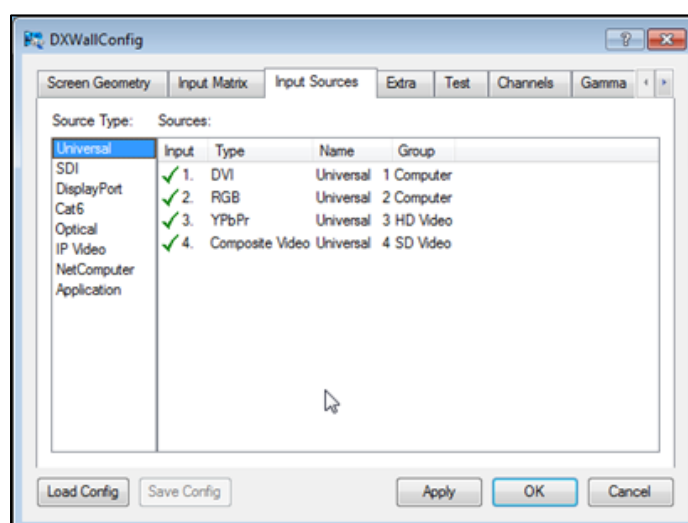 DXWallConfig
Screen Geometry Input Matrix Input Sources Extra Test Channels Gamma
Source Type: Sources:
Universal
SDI
DisplayPort
Cat6
Optical
IP Video
NetComputer
Application
Input Type Name Group
1. DVI Universal 1 Computer
2. RGB Universal 2 Computer
3. YPbPr Universal 3 HD Video
4. Composite Video Universal 4 SD Video
Load Config Save Config Apply OK Cancel